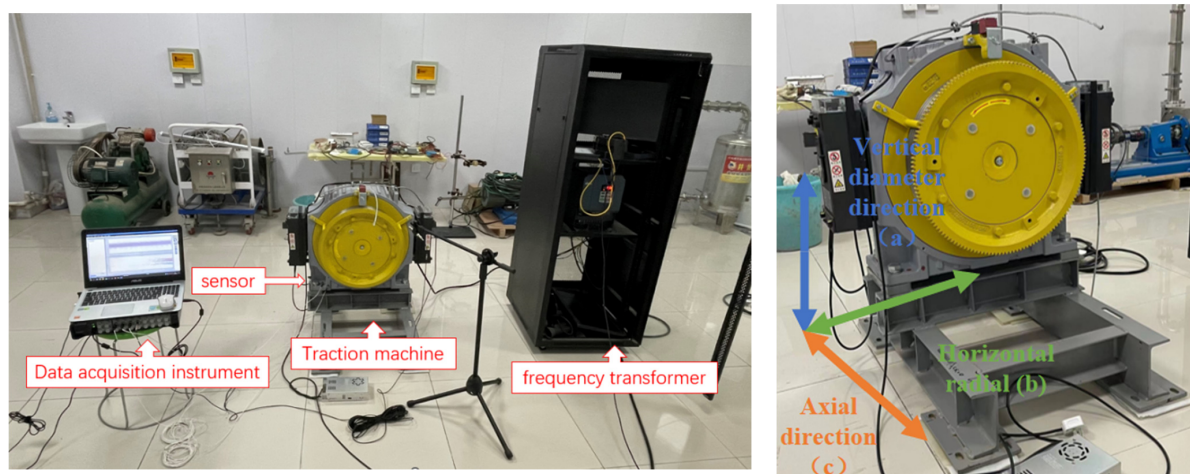 sensor
Traction machine
Data acquisition instrument
frequency transformer
Vertical
diameter
direction
（a）
Horizontal
radial (b)
Axial
direction
（c）